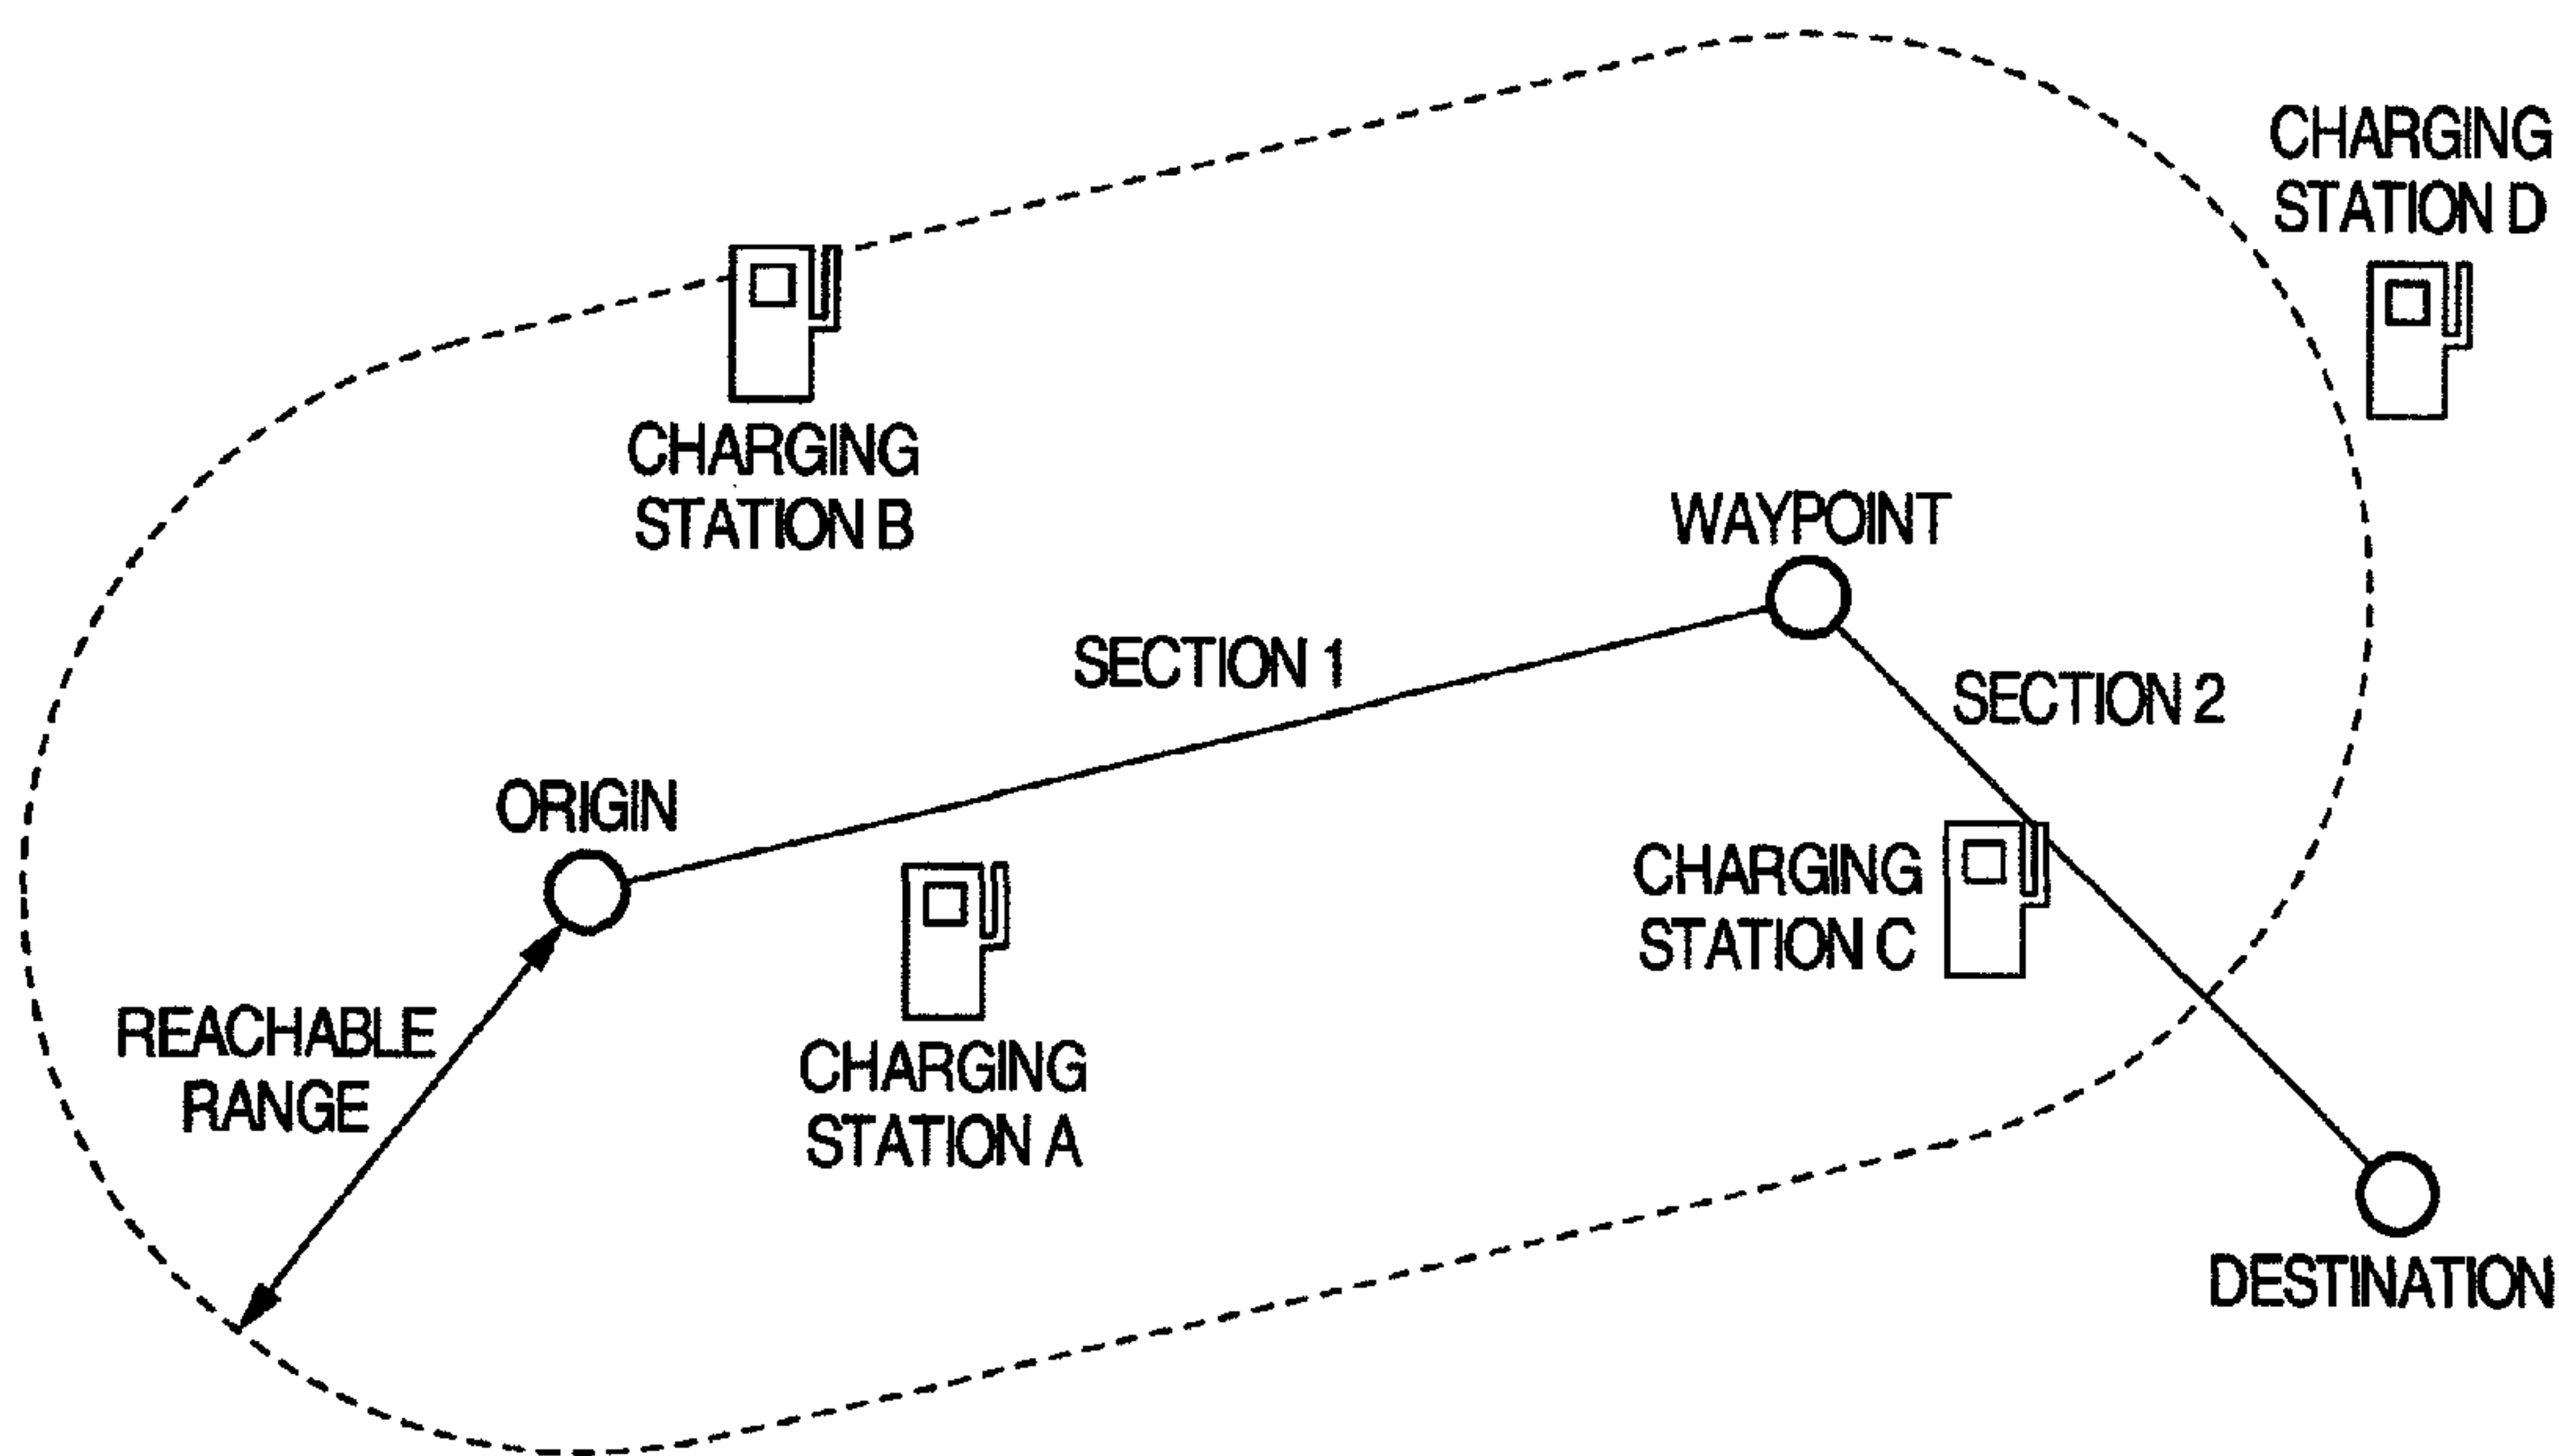 CHARGING
STATION D
CHARGING
STATION B
WAYPOINT
SECTION 1
SECTION 2
ORIGIN
CHARGING
STATION C
REACHABLE
RANGE
CHARGING
STATION A
DESTINATION